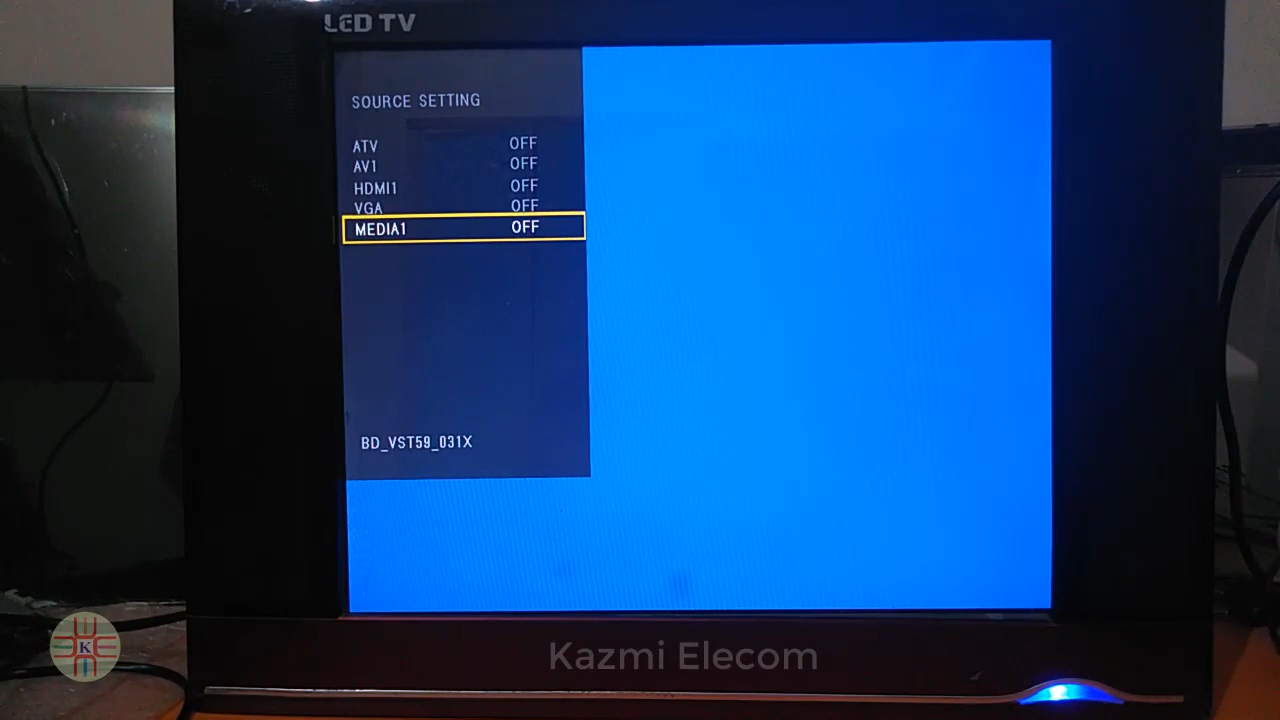 LED TV
SOURCE SETTING
ATV OFF
AV1 OFF
HDMI1 OFF
VGA OFF
MEDIA1 OFF
BD_VST59_031X
Kazmi Elecom
K